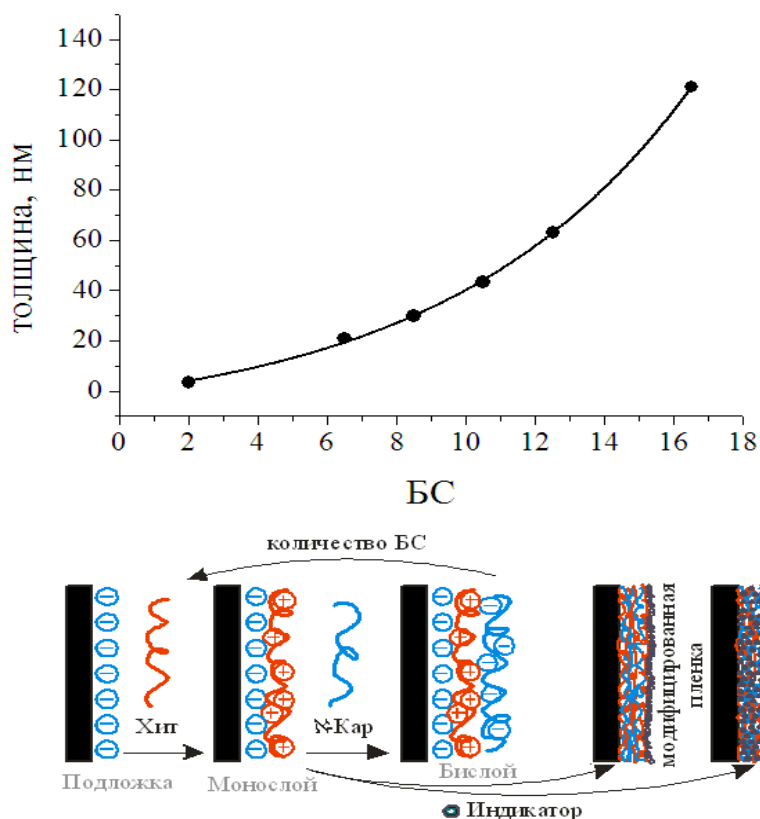 140
120
100
80
60
40
20
0
толщина, нм
0 2 4 6 8 10 12 14 16 18
БС
количество БС
Хит
ϰ-Кар
модифицированная
пленка
Подложка
Монослой
Бислой
Индикатор